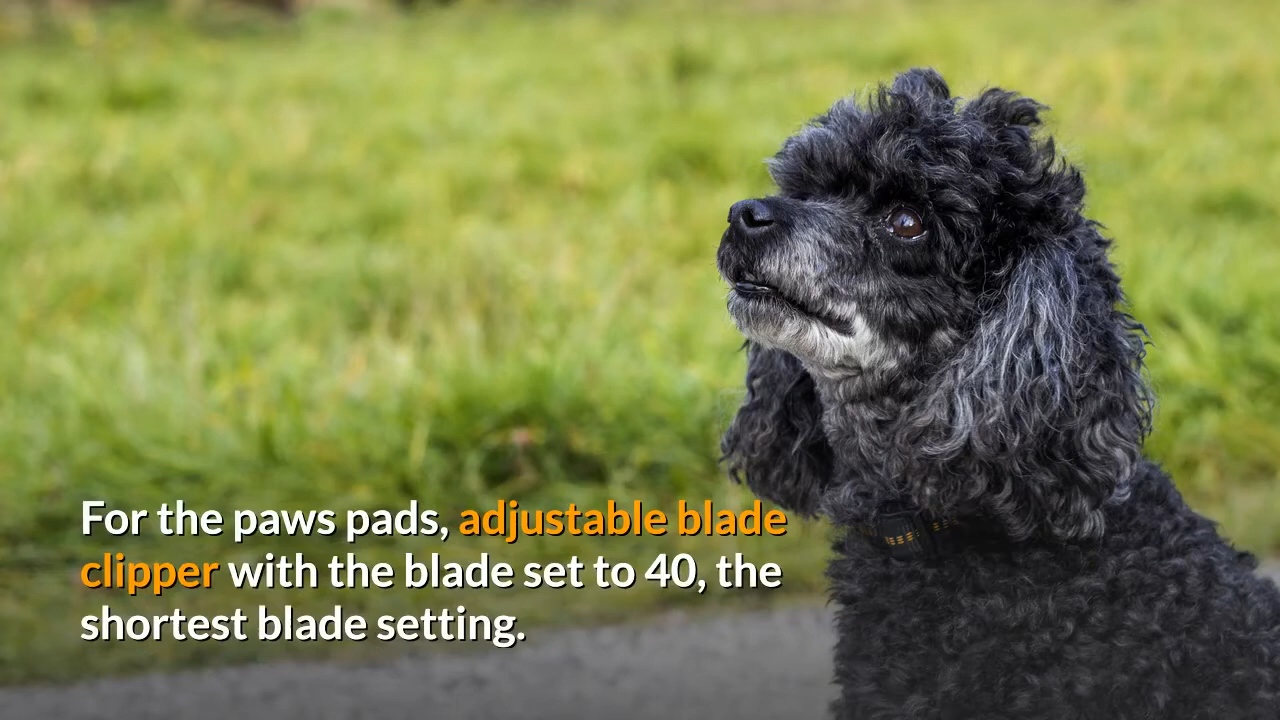 For the paws pads, adjustable blade
clipper with the blade set to 40, the
shortest blade setting.